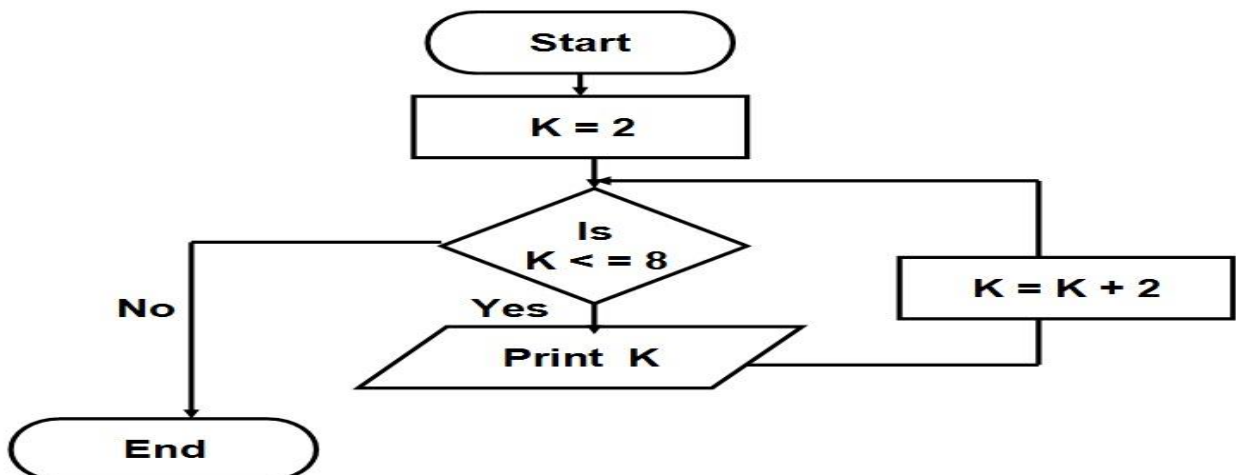 Start
K = 2
Is
K < = 8
K = K + 2
No
Yes
Print K
End